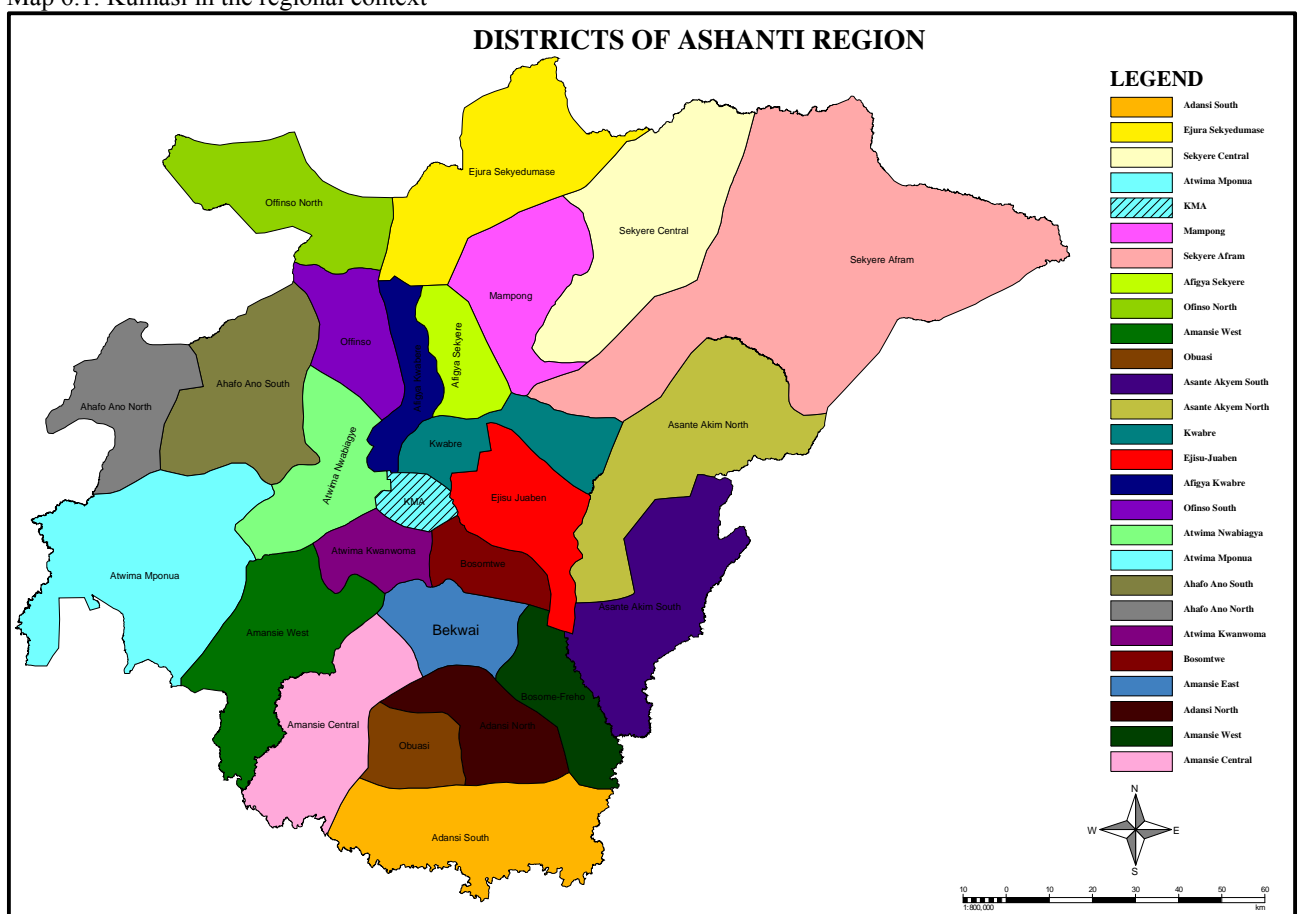 Map 6.1: Kumasi in the regional context
DISTRICTS OF ASHANTI REGION
LEGEND
Adansi South
Ejura Sekyedumase
Sekyere Central
Atwima Mponua
KMA
Mampong
Sekyere Afram
Afigya Sekyere
Ofinso North
Amansie West
Obuasi
Asante Akyem South
Asante Akyem North
Kwabre
Ejisu-Juaben
Afigya Kwabre
Ofinso South
Atwima Nwabiagya
Atwima Mponua
Ahafo Ano South
Ahafo Ano North
Atwima Kwanwoma
Bosomtwe
Amansie East
Adansi North
Amansie West
Amansie Central
Ejura Sekyedumase
Offinso North
Sekyere Central
Sekyere Afram
Mampong
Offinso
Afigya Kwabre
Afigya Sekyere
Ahafo Ano South
Ahafo Ano North
Asante Akim North
Kwabre
Atwima Nwabiagye
KMA
Ejisu Juaben
Atwima Kwanwoma
Bosomtwe
Atwima Mponua
Asante Akim South
Amansie West
Bekwai
Bosome-Freho
Amansie Central
Adansi North
Obuasi
Adansi South
N
W E
S
10 0 10 20 30 40 50 60
1:800,000 km